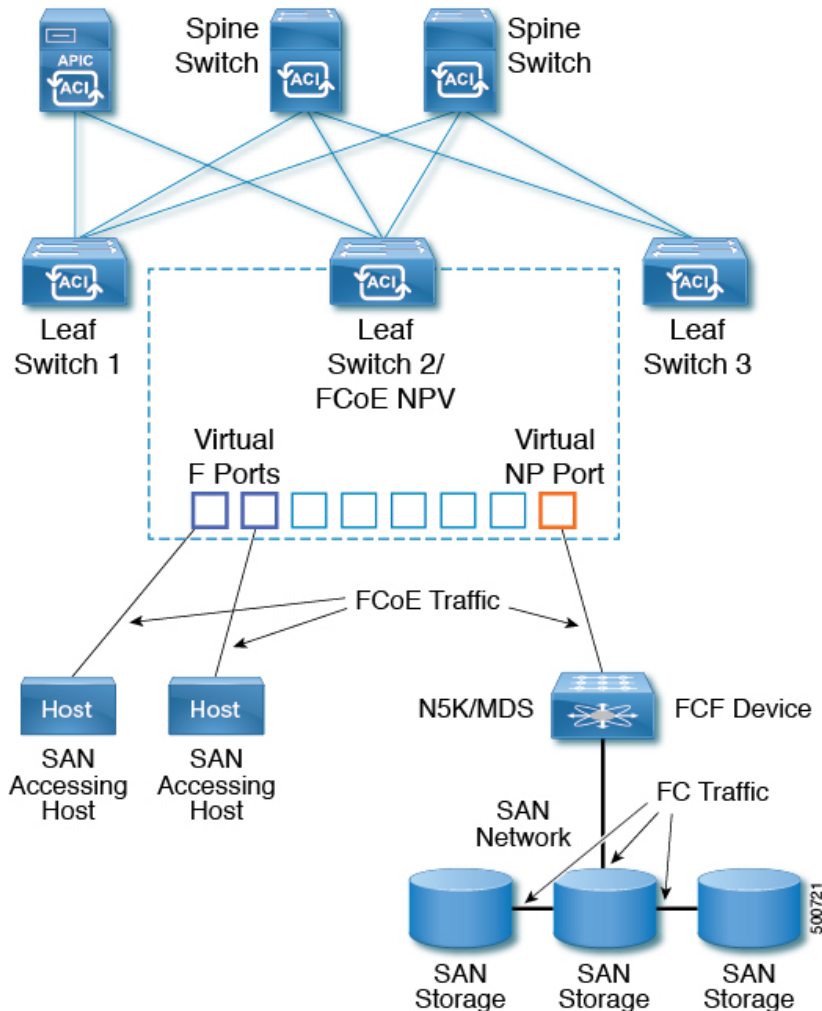 Spine
Switch
Spine
Switch
APIC
ACI
ACI
ACI
ACI
ACI
ACI
Leaf
Switch 1
Leaf
Switch 2/
FCoE NPV
Leaf
Switch 3
Virtual
F Ports
Virtual
NP Port
FCoE Traffic
Host
Host
N5K/MDS
FCF Device
SAN
Accessing
Host
SAN
Accessing
Host
FC Traffic
SAN
Network
SAN
Storage
SAN
Storage
SAN
Storage
500721